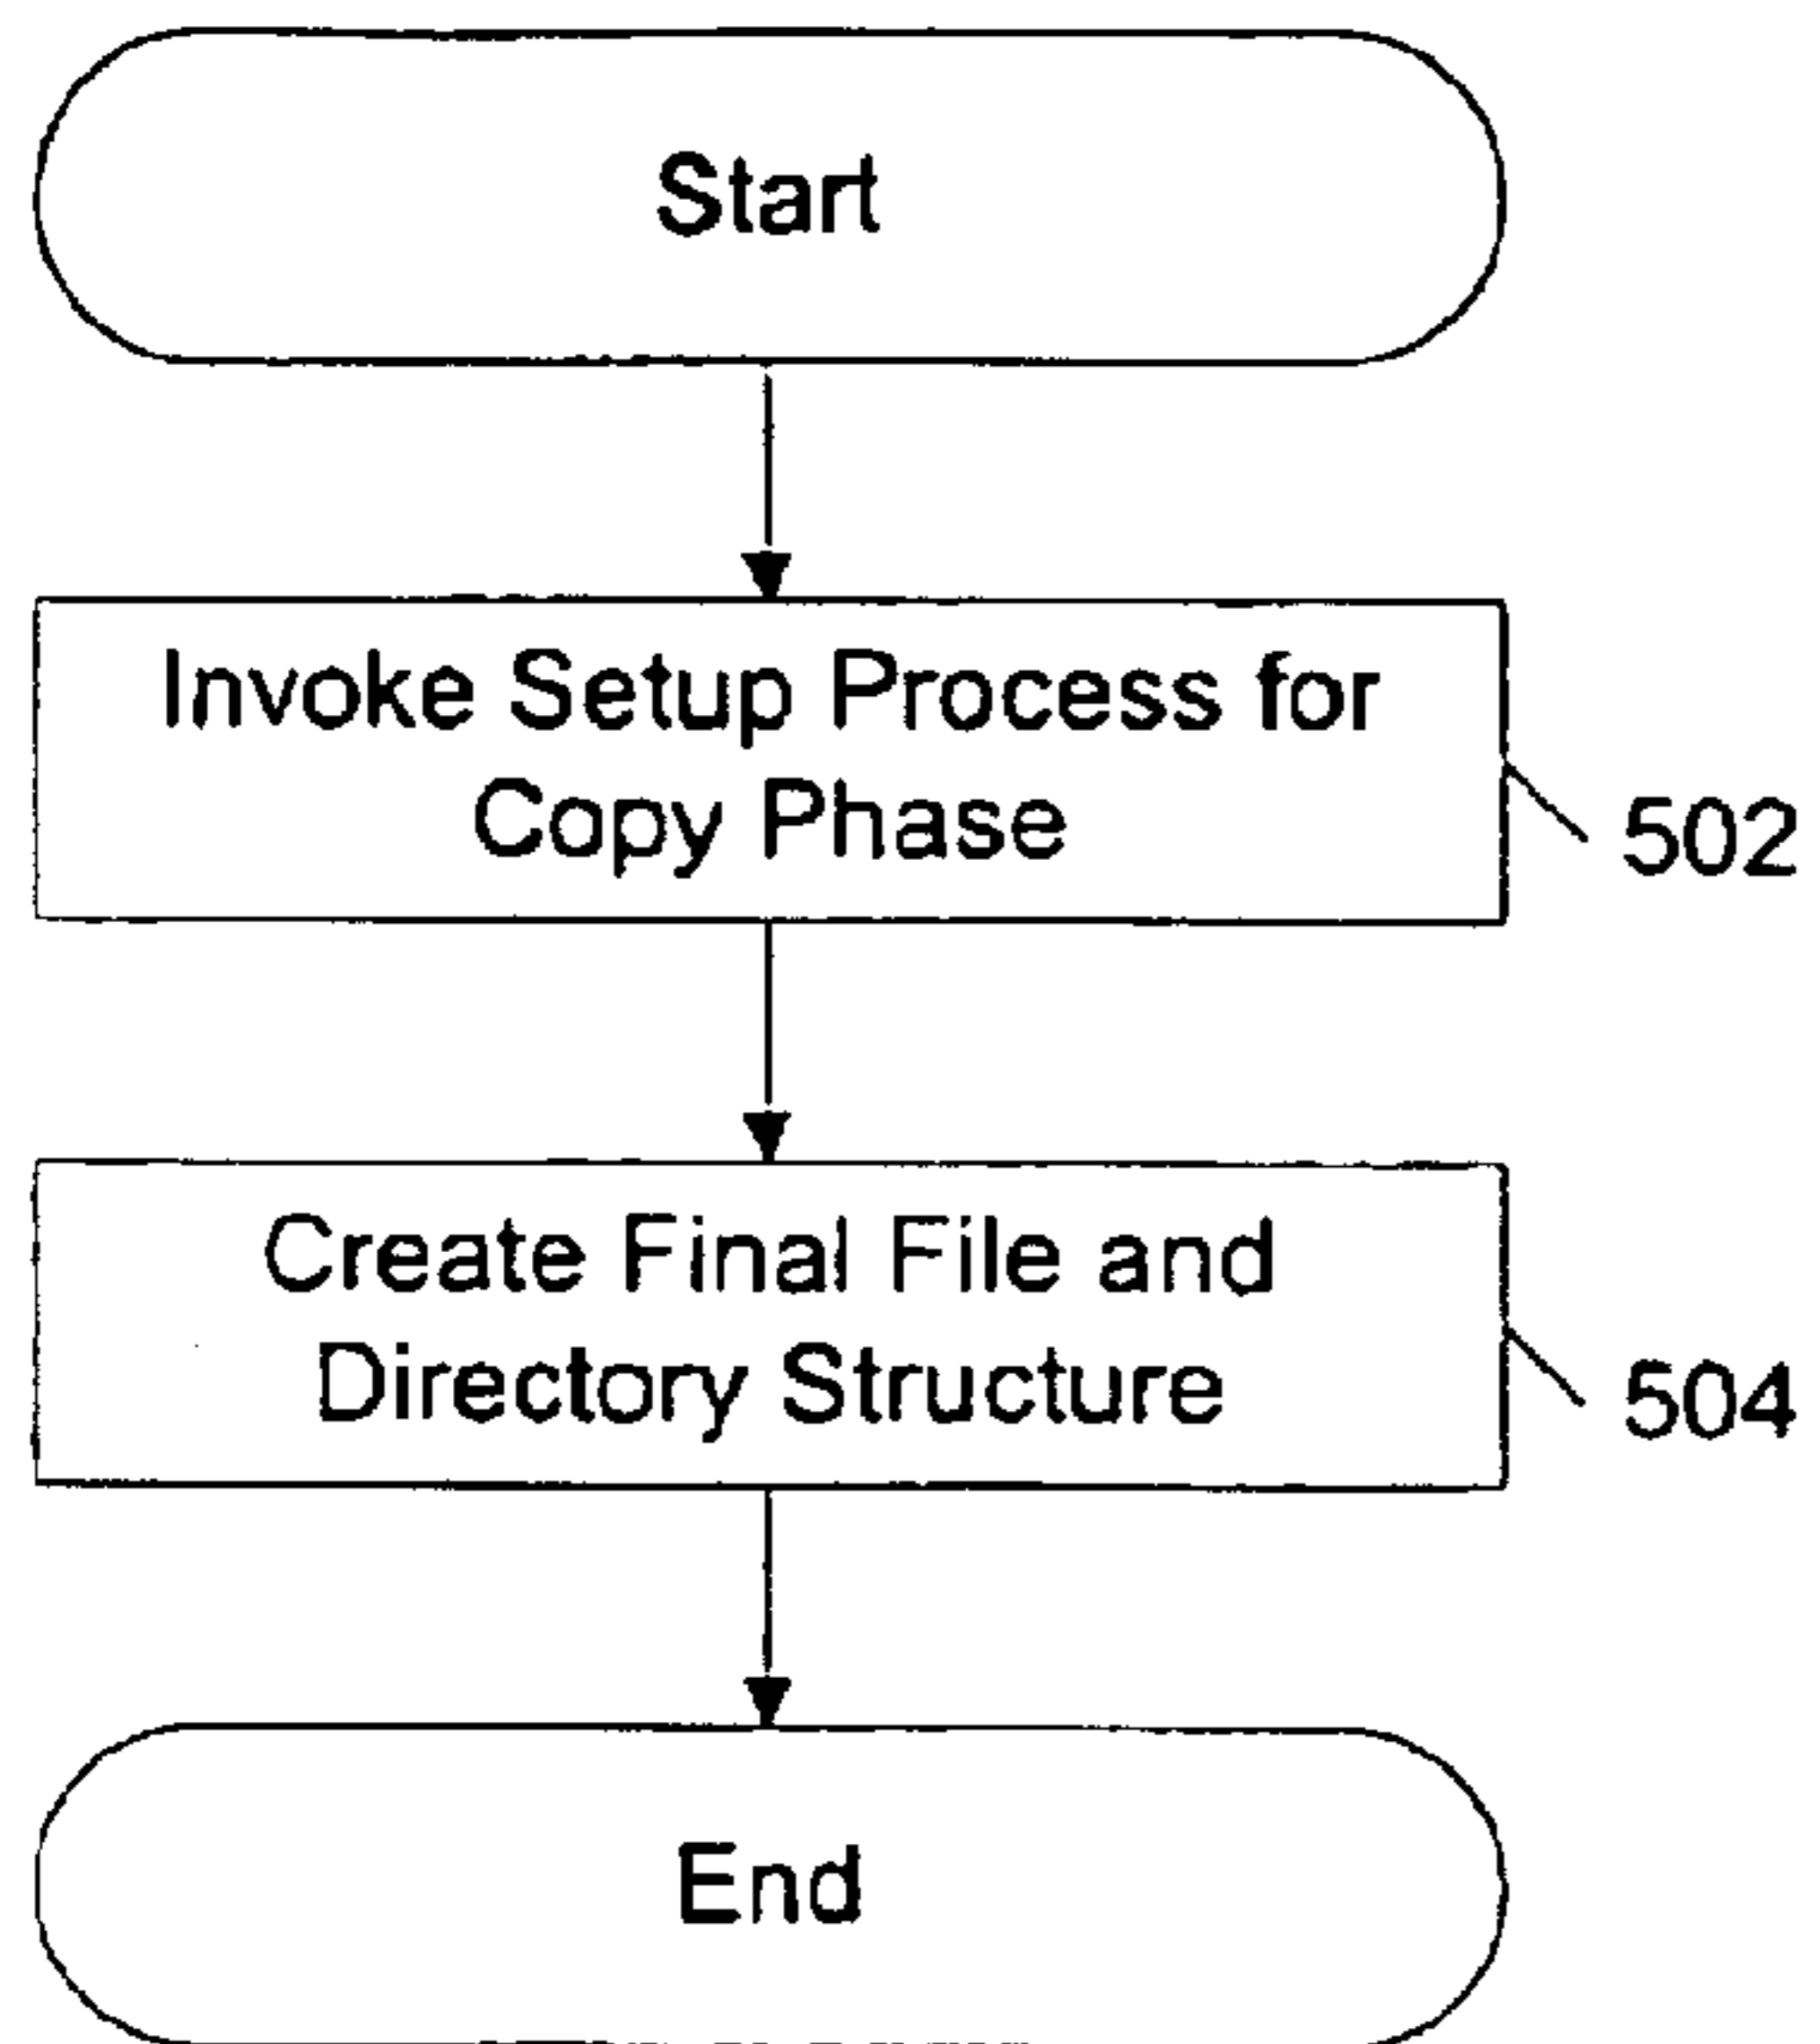 Start
Invoke Setup Process for
Copy Phase
502
Create Final File and
Directory Structure
504
End